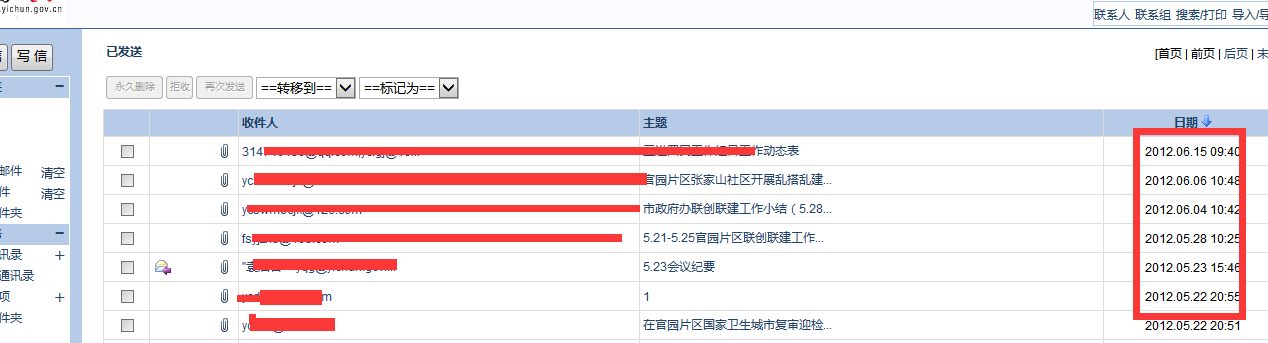 .yichun.gov.cn
联系人 联系组 搜索/打印 导入/导
写信
已发送
[首页 | 前页 | 后页 | 末
永久删除 拒收 再次发送 ==转移到== ==标记为==
收件人 主题 日期
314 工作动态表 2012.06.15 09:40
邮件 清空
yc 官园片区张家山社区开展乱搭乱建... 2012.06.06 10:48
件 清空
市政府办联创联建工作小结（5.28... 2012.06.04 10:42
件夹
fs 5.21-5.25官园片区联创联建工作... 2012.05.28 10:25
讯录 +
5.23会议纪要 2012.05.23 15:46
通讯录
项 +
m 1 2012.05.22 20:55
件夹
yc 在官园片区国家卫生城市复审迎检... 2012.05.22 20:51